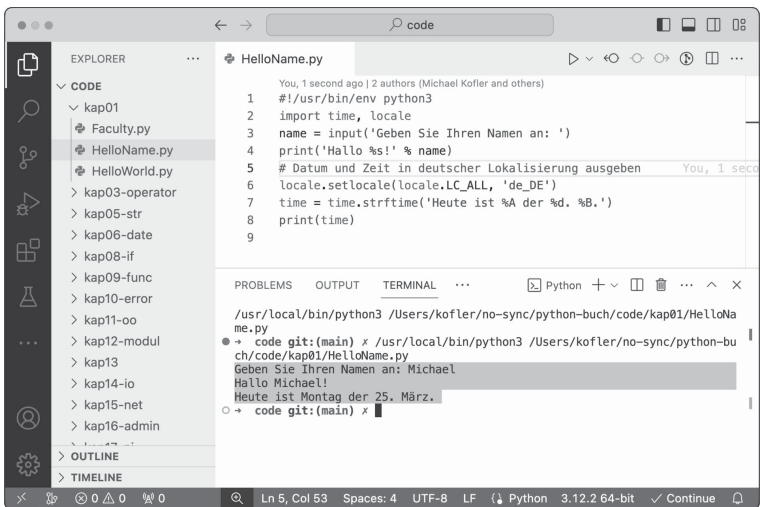 code
EXPLORER ...
CODE
kap01
Faculty.py
HelloName.py
HelloWorld.py
kap03-operator
kap05-str
kap06-date
kap08-if
kap09-func
kap10-error
kap11-oo
kap12-modul
kap13
kap14-io
kap15-net
kap16-admin
OUTLINE
TIMELINE
HelloName.py
You, 1 second ago | 2 authors (Michael Kofler and others)
1 #!/usr/bin/env python3
2 import time, locale
3 name = input('Geben Sie Ihren Namen an: ')
4 print('Hallo %s!' % name)
5 # Datum und Zeit in deutscher Lokalisierung ausgeben You, 1 seco
6 locale.setlocale(locale.LC_ALL, 'de_DE')
7 time = time.strftime('Heute ist %A der %d. %B.')
8 print(time)
9
PROBLEMS OUTPUT TERMINAL ... Python
/usr/local/bin/python3 /Users/kofler/no-sync/python-buch/code/kap01/HelloNa
me.py
→ code git:(main) ✗ /usr/local/bin/python3 /Users/kofler/no-sync/python-bu
ch/code/kap01/HelloName.py
Geben Sie Ihren Namen an: Michael
Hallo Michael!
Heute ist Montag der 25. März.
→ code git:(main) ✗
0 0 0 Ln 5, Col 53 Spaces: 4 UTF-8 LF Python 3.12.2 64-bit Continue